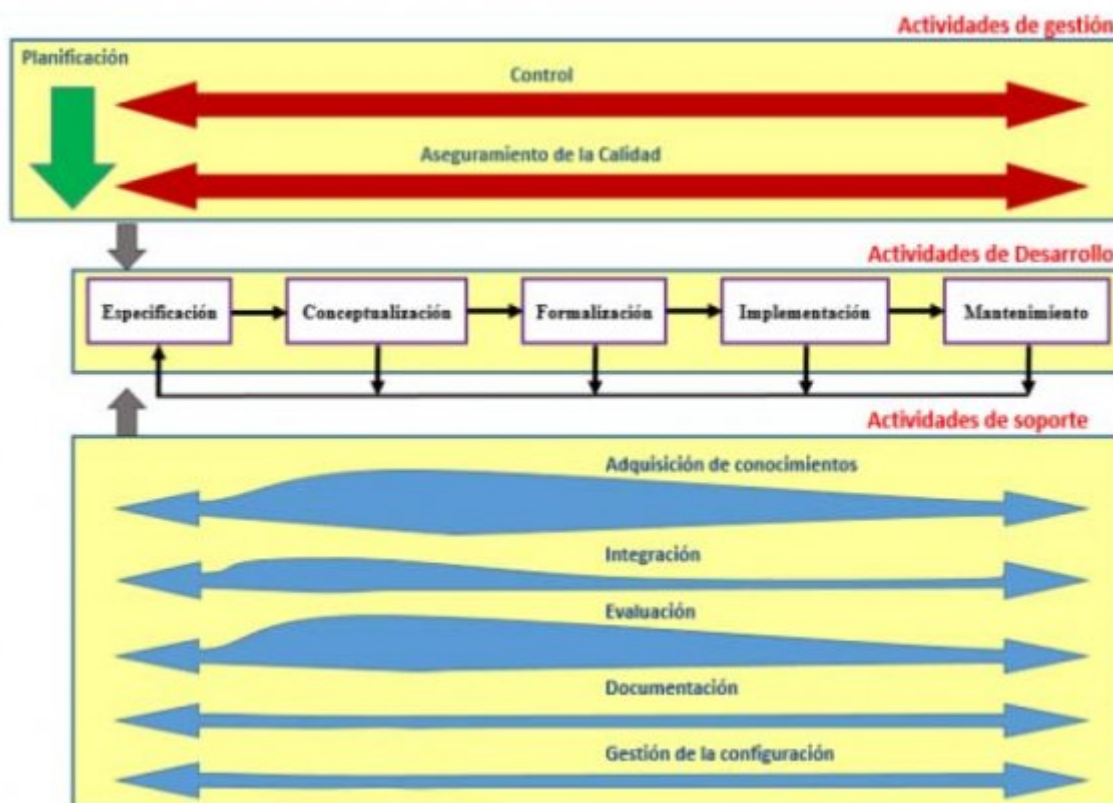 Actividades de gestión
Planificación
Control
Aseguramiento de la Calidad
Actividades de Desarrollo
Especificación
Conceptualización
Formalización
Implementación
Mantenimiento
Actividades de soporte
Adquisición de conocimientos
Integración
Evaluación
Documentación
Gestión de la configuración